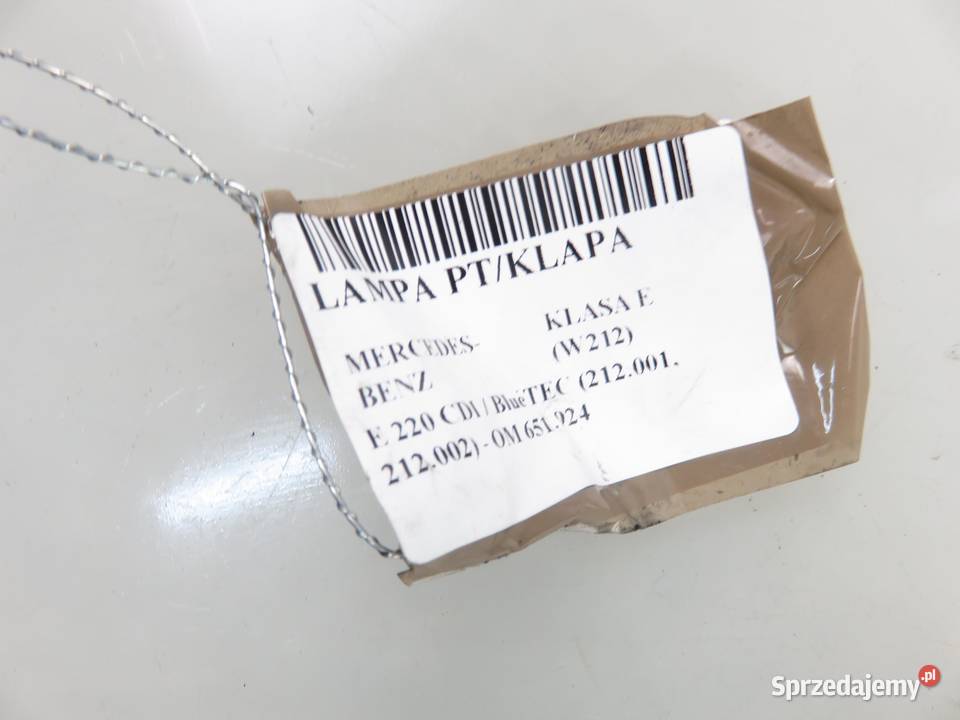 LAMPA PT/KLAPA
MERCEDES- KLASA E
BENZ (W212)
E 220 CDI / BlueTEC (212.001,
212.002) - OM 651.924
Sprzedajemy.pl